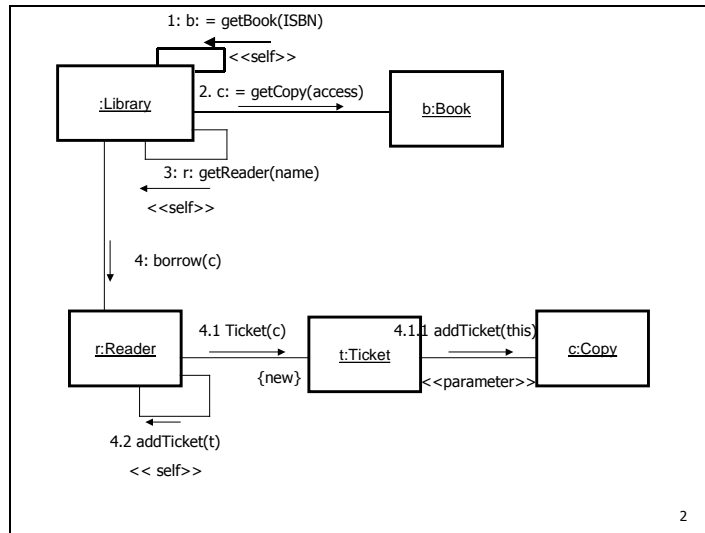 1: b: = getBook(ISBN)
<<self>>
:Library
2. c: = getCopy(access)
b:Book
3: r: getReader(name)
<<self>>
4: borrow(c)
r:Reader
4.1 Ticket(c)
{new}
t:Ticket
4.1.1 addTicket(this)
<<parameter>>
c:Copy
4.2 addTicket(t)
<< self>>
2